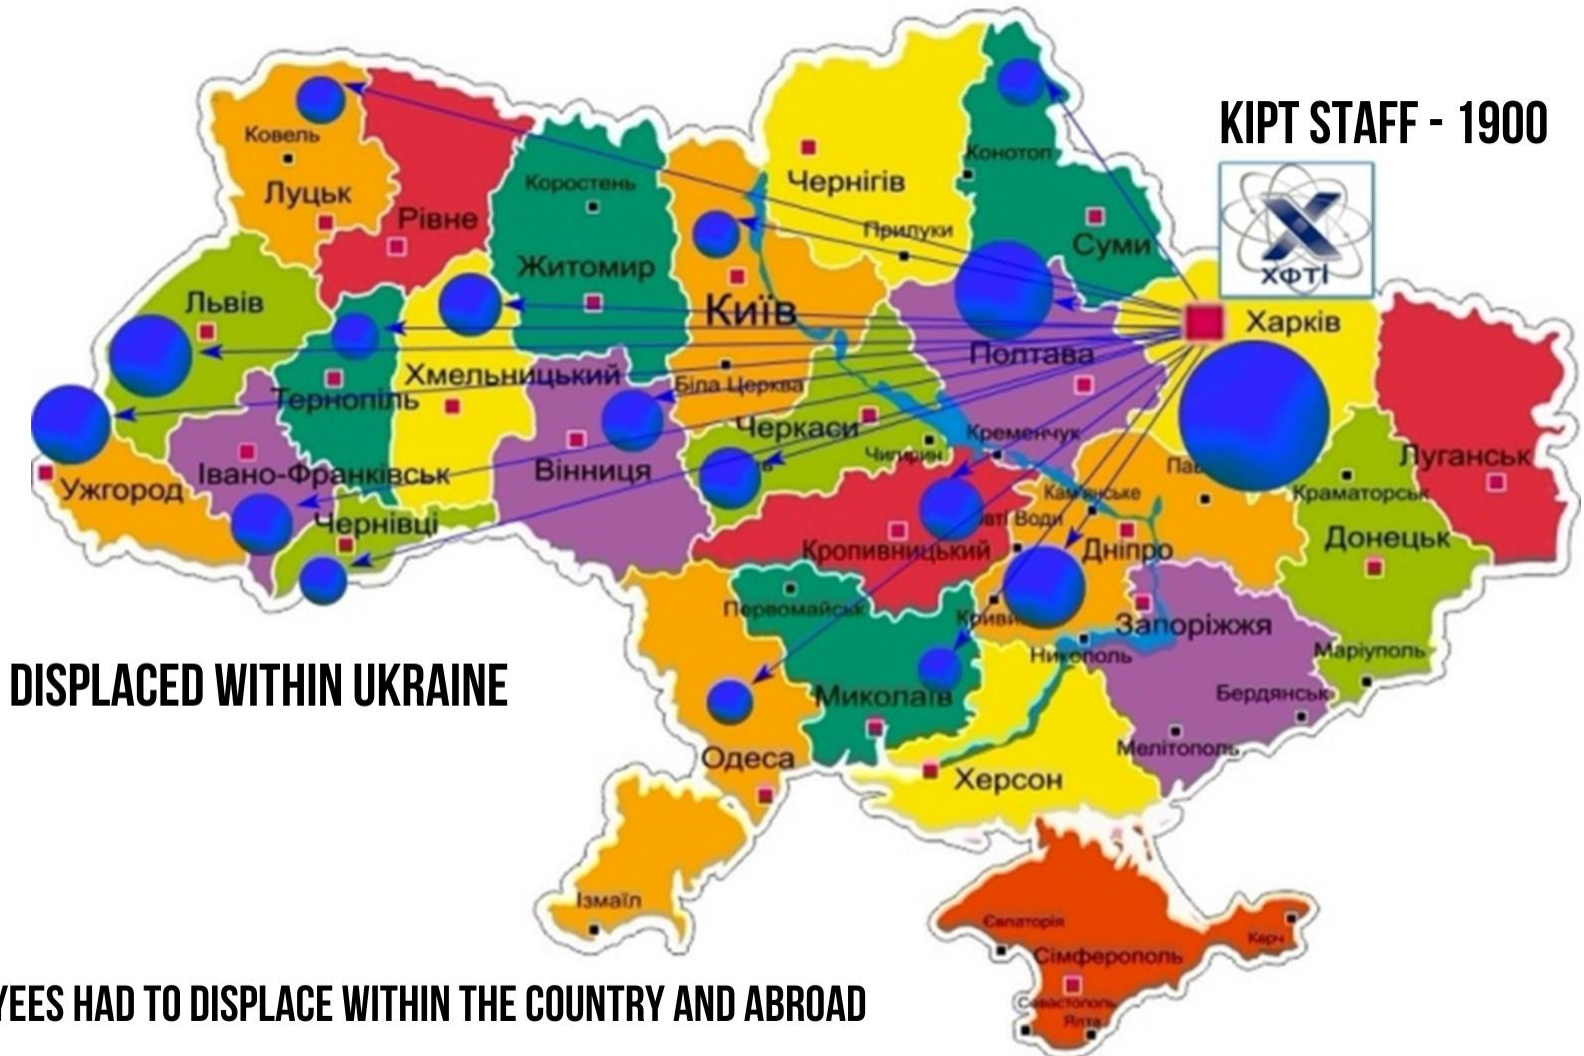 KIPT STAFF - 1900
ХФТІ
Ковель
Луцьк
Рівне
Коростень
Житомир
Чернігів
Прилуки
Конотоп
Суми
Львів
Київ
Харків
Полтава
Тернопіль
Хмельницький
Біла Церква
Черкаси
Чигирин
Кременчук
Ужгород
Івано-Франківськ
Вінниця
Чернівці
Кам'янське
Краматорськ
Луганськ
Кропивницький
Дніпро
Донецьк
Первомайськ
Запоріжжя
Нікополь
Маріуполь
DISPLACED WITHIN UKRAINE
Миколаїв
Бердянськ
Мелітополь
Одеса
Херсон
Ізмаїл
Євпаторія
Керч
Сімферополь
Севастополь
Ялта
YEES HAD TO DISPLACE WITHIN THE COUNTRY AND ABROAD